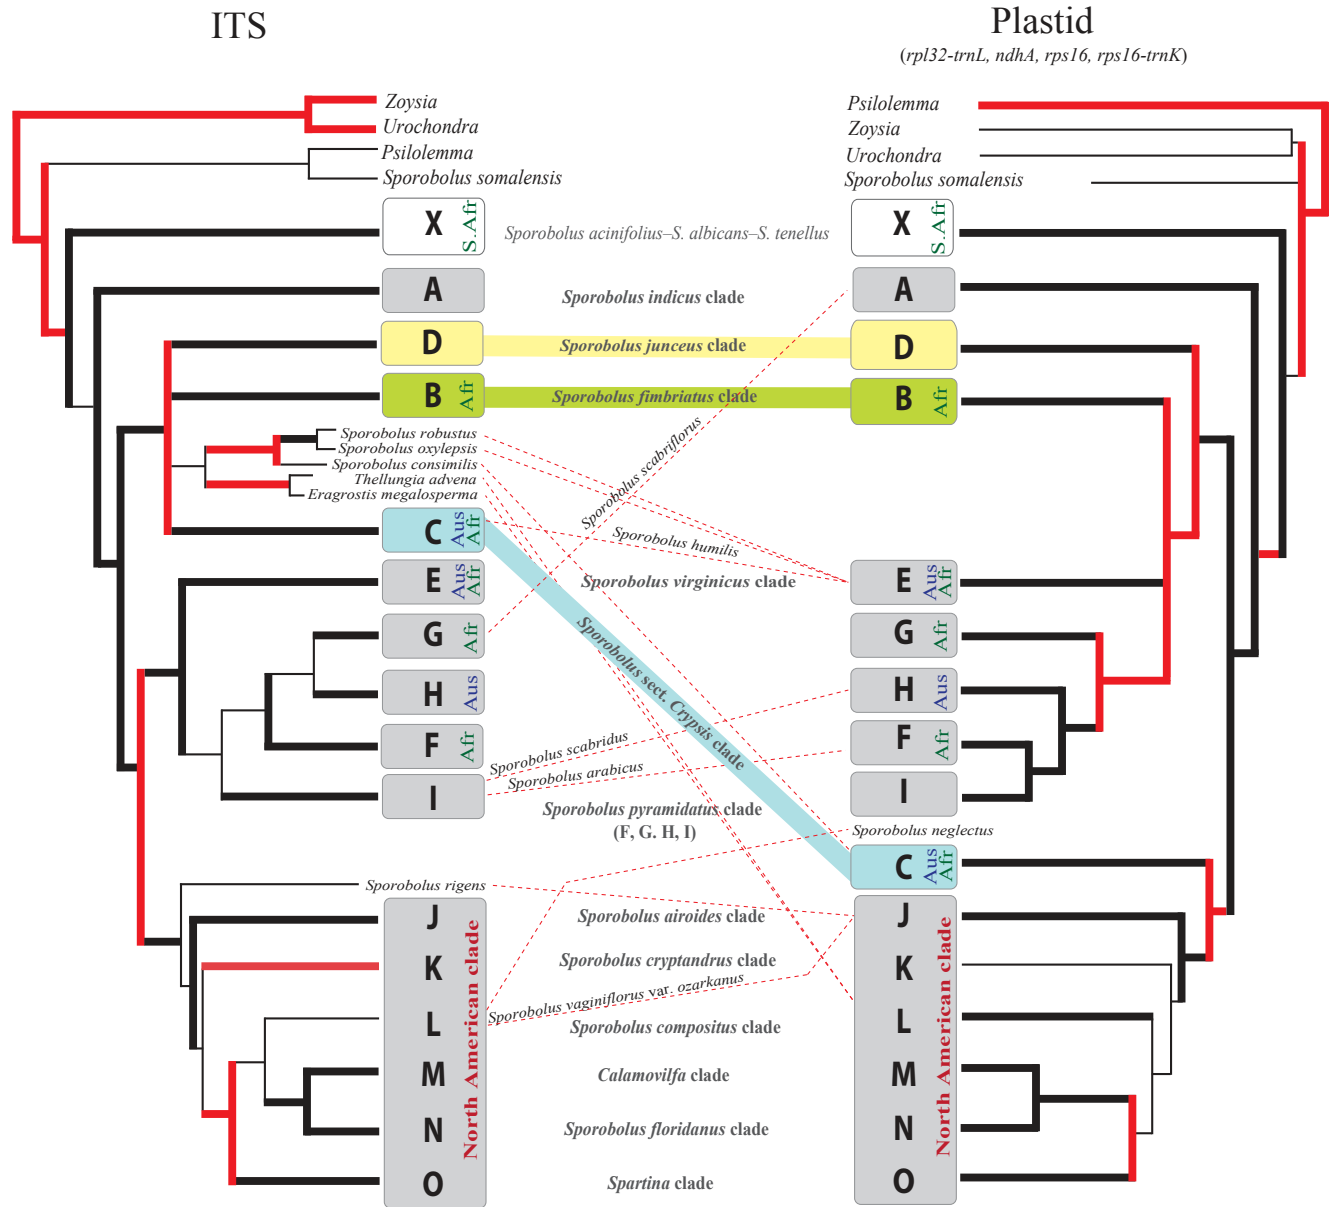 ITS
Plastid
(rpl32-trnL, ndhA, rps16, rps16-trnK)
Zoysia
Urochondra
Psilolemma
Sporobolus somalensis
Psilolemma
Zoysia
Urochondra
Sporobolus somalensis
X S.Afr
Sporobolus acinifolius–S. albicans–S. tenellus
X S.Afr
A
Sporobolus indicus clade
A
D
Sporobolus junceus clade
D
B Afr
Sporobolus fimbriatus clade
B Afr
Sporobolus robustus
Sporobolus oxylepsis
Sporobolus consimilis
Thellungia advena
Eragrostis megalosperma
Sporobolus scabriflorus
C Aus Afr
Sporobolus humilis
E Aus Afr
Sporobolus virginicus clade
E Aus Afr
G Afr
G Afr
Sporobolus sect. Crypsis clade
H Aus
H Aus
F Afr
F Afr
Sporobolus scabridus
Sporobolus arabicus
I
I
Sporobolus pyramidatus clade
(F, G. H, I)
Sporobolus neglectus
C Aus Afr
Sporobolus rigens
J
Sporobolus airoides clade
J
K
Sporobolus cryptandrus clade
K
Sporobolus vaginiflorus var. ozarkanus
L
Sporobolus compositus clade
L
M
Calamovilfa clade
M
N
Sporobolus floridanus clade
N
O
Spartina clade
O
North American clade
North American clade